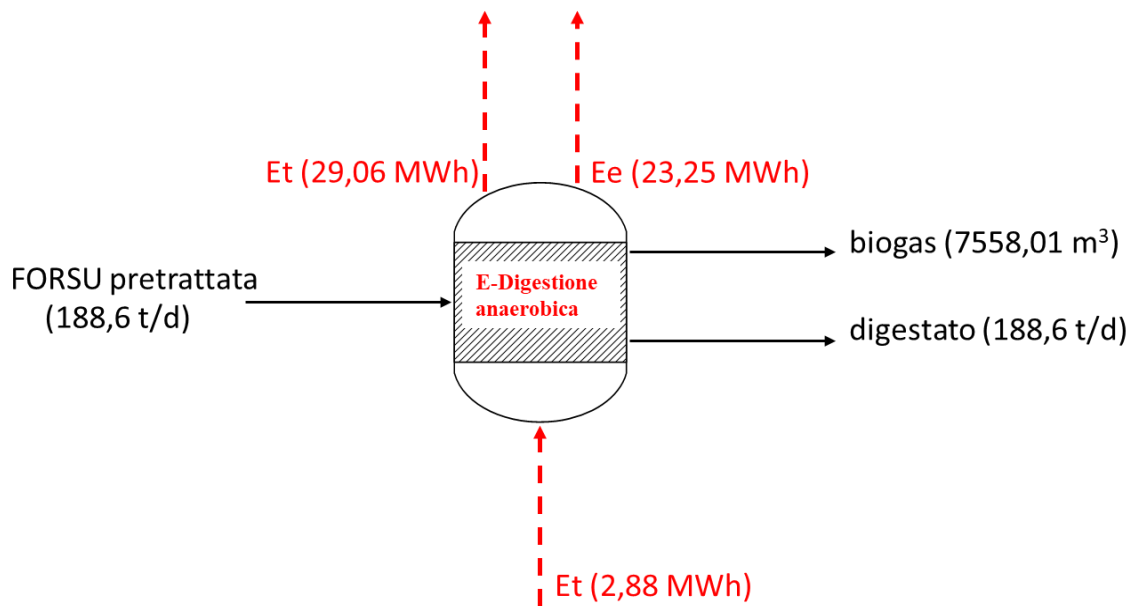 Et (29,06 MWh)
Ee (23,25 MWh)
biogas (7558,01 m³)
FORSU pretrattata
(188,6 t/d)
E-Digestione
anaerobica
digestato (188,6 t/d)
Et (2,88 MWh)